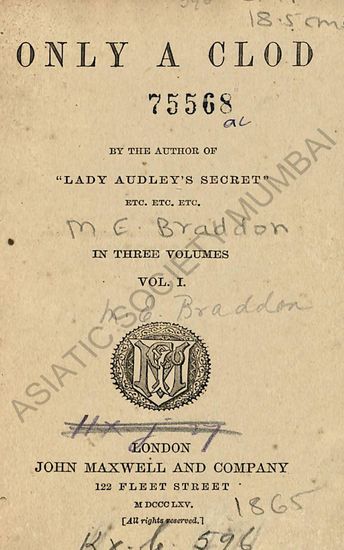 18.5 cms
ONLY A CLOD
75568
ac
BY THE AUTHOR OF
"LADY AUDLEY'S SECRET"
ETC. ETC. ETC.
M E Braddon
IN THREE VOLUMES
VOL. I.
M. E. Braddon
ASIATIC SOCIETY MUMBAI
LONDON
JOHN MAXWELL AND COMPANY
122 FLEET STREET
M DCCC LXV.
1865
[All rights reserved.]